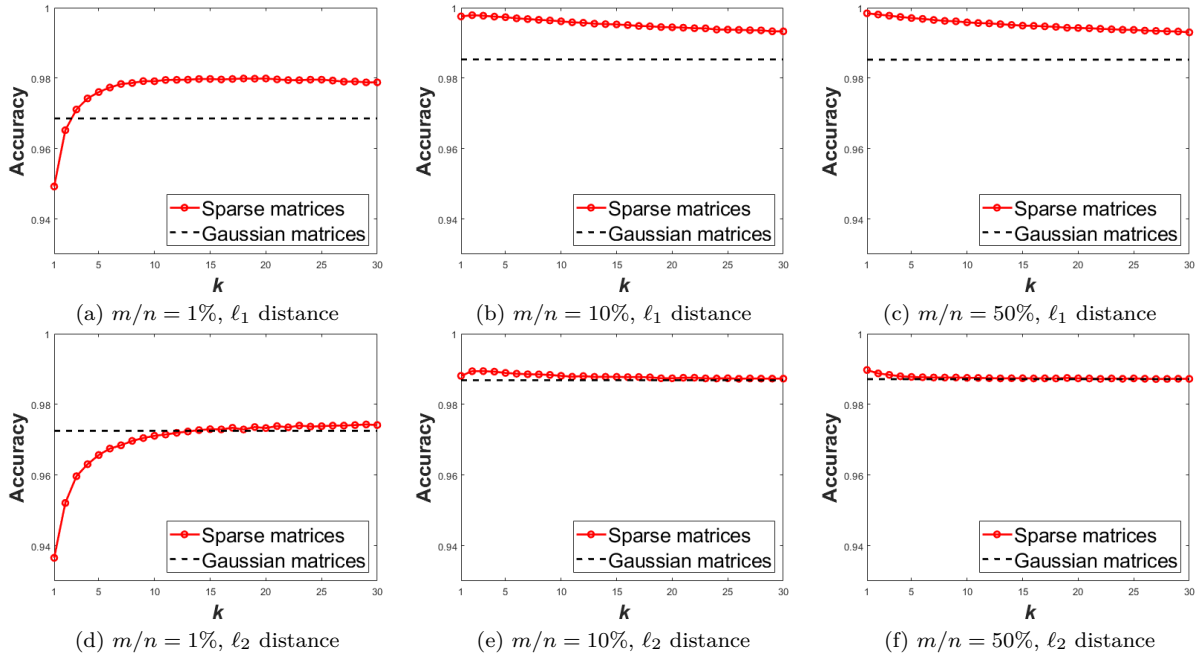 1
0.98
0.96
0.94
Accuracy
Sparse matrices
Gaussian matrices
1 5 10 15 20 25 30
k
(a) m/n = 1%, ℓ₁ distance
1
0.98
0.96
0.94
Accuracy
Sparse matrices
Gaussian matrices
1 5 10 15 20 25 30
k
(b) m/n = 10%, ℓ₁ distance
1
0.98
0.96
0.94
Accuracy
Sparse matrices
Gaussian matrices
1 5 10 15 20 25 30
k
(c) m/n = 50%, ℓ₁ distance
1
0.98
0.96
0.94
Accuracy
Sparse matrices
Gaussian matrices
1 5 10 15 20 25 30
k
(d) m/n = 1%, ℓ₂ distance
1
0.98
0.96
0.94
Accuracy
Sparse matrices
Gaussian matrices
1 5 10 15 20 25 30
k
(e) m/n = 10%, ℓ₂ distance
1
0.98
0.96
0.94
Accuracy
Sparse matrices
Gaussian matrices
1 5 10 15 20 25 30
k
(f) m/n = 50%, ℓ₂ distance